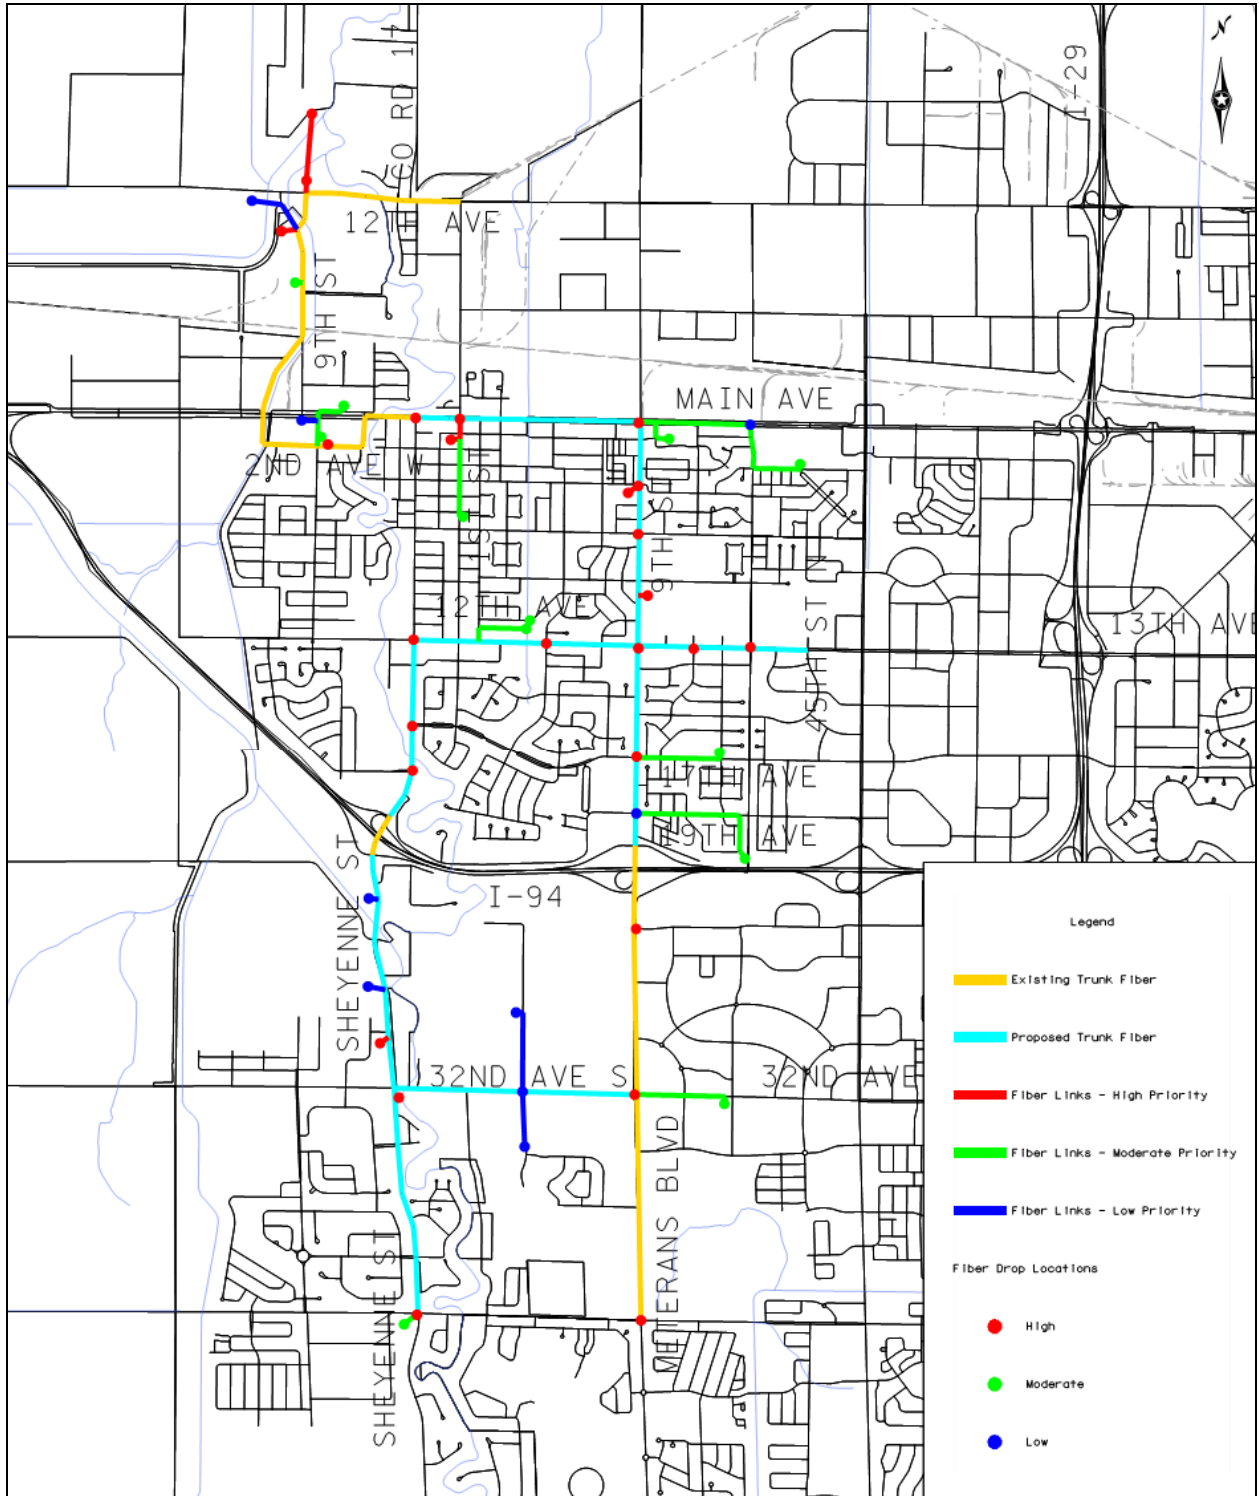 N
CO RD 17
I-29
12TH AVE
9TH ST
MAIN AVE
2ND AVE W
1ST ST
9TH ST
12TH AVE
45TH ST N
13TH AVE
17TH AVE
19TH AVE
I-94
SHEYENNE ST
32ND AVE S
32ND AVE
VETERANS BLVD
SHEYENNE ST
Legend
Existing Trunk Fiber
Proposed Trunk Fiber
Fiber Links - High Priority
Fiber Links - Moderate Priority
Fiber Links - Low Priority
Fiber Drop Locations
High
Moderate
Low